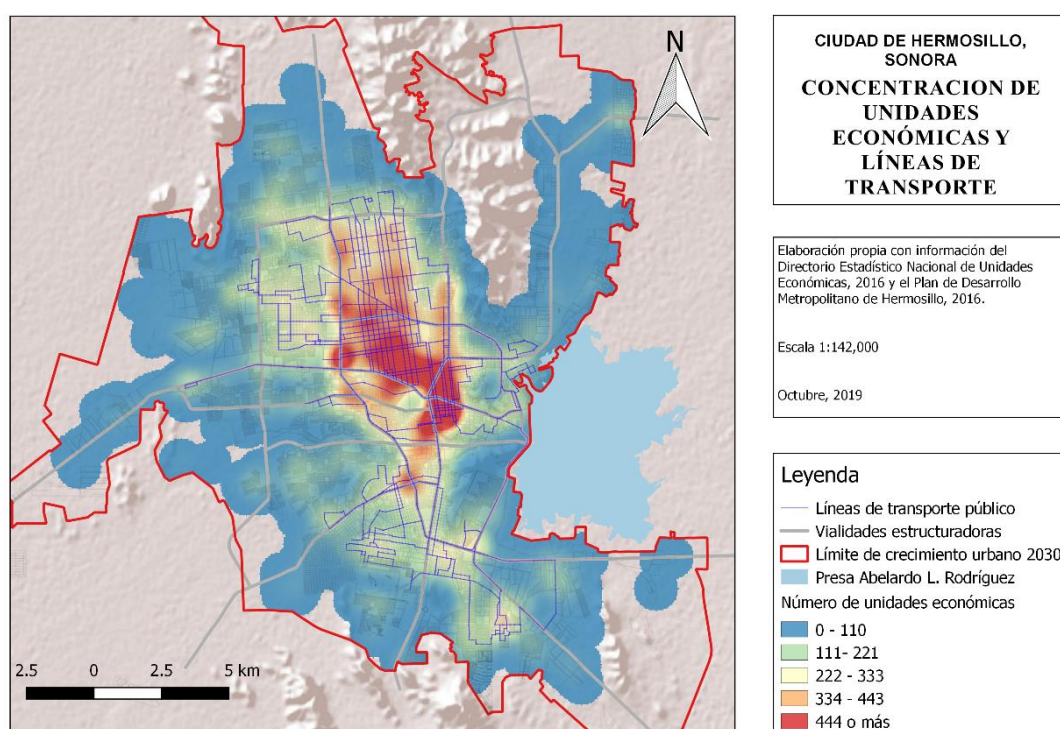 N
2.5 0 2.5 5 km
CIUDAD DE HERMOSILLO,
SONORA
CONCENTRACION DE
UNIDADES
ECONÓMICAS Y
LÍNEAS DE
TRANSPORTE
Elaboración propia con información del
Directorio Estadístico Nacional de Unidades
Económicas, 2016 y el Plan de Desarrollo
Metropolitano de Hermosillo, 2016.
Escala 1:142,000
Octubre, 2019
Leyenda
Líneas de transporte público
Vialidades estructuradoras
Límite de crecimiento urbano 2030
Presa Abelardo L. Rodríguez
Número de unidades económicas
0 - 110
111- 221
222 - 333
334 - 443
444 o más